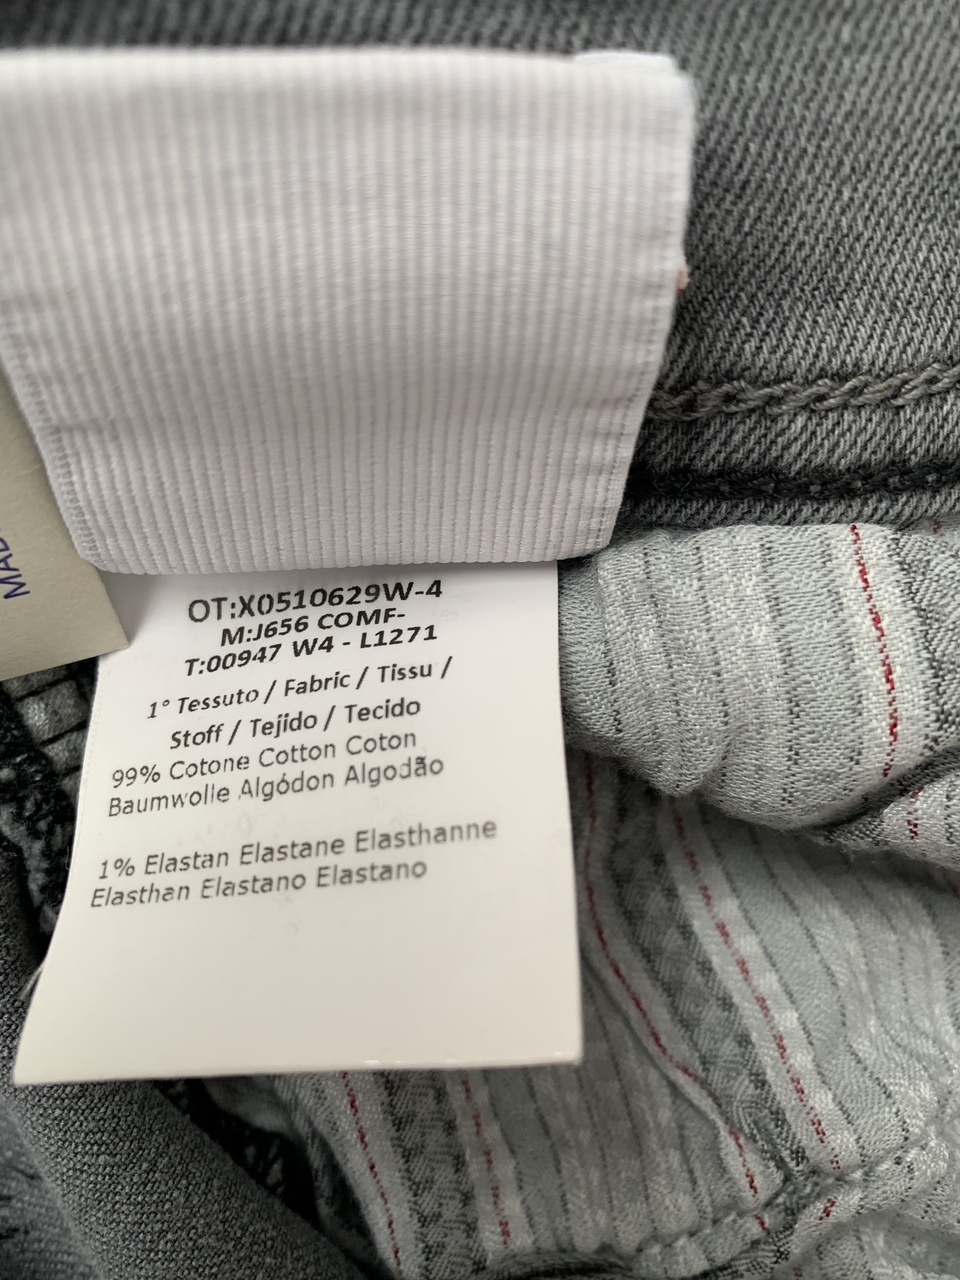 OT:X0510629W-4
M:J656 COMF-
T:00947 W4 - L1271
1° Tessuto / Fabric / Tissu /
Stoff / Tejido / Tecido
99% Cotone Cotton Coton
Baumwolle Algódon Algodão
1% Elastan Elastane Elasthanne
Elasthan Elastano Elastano